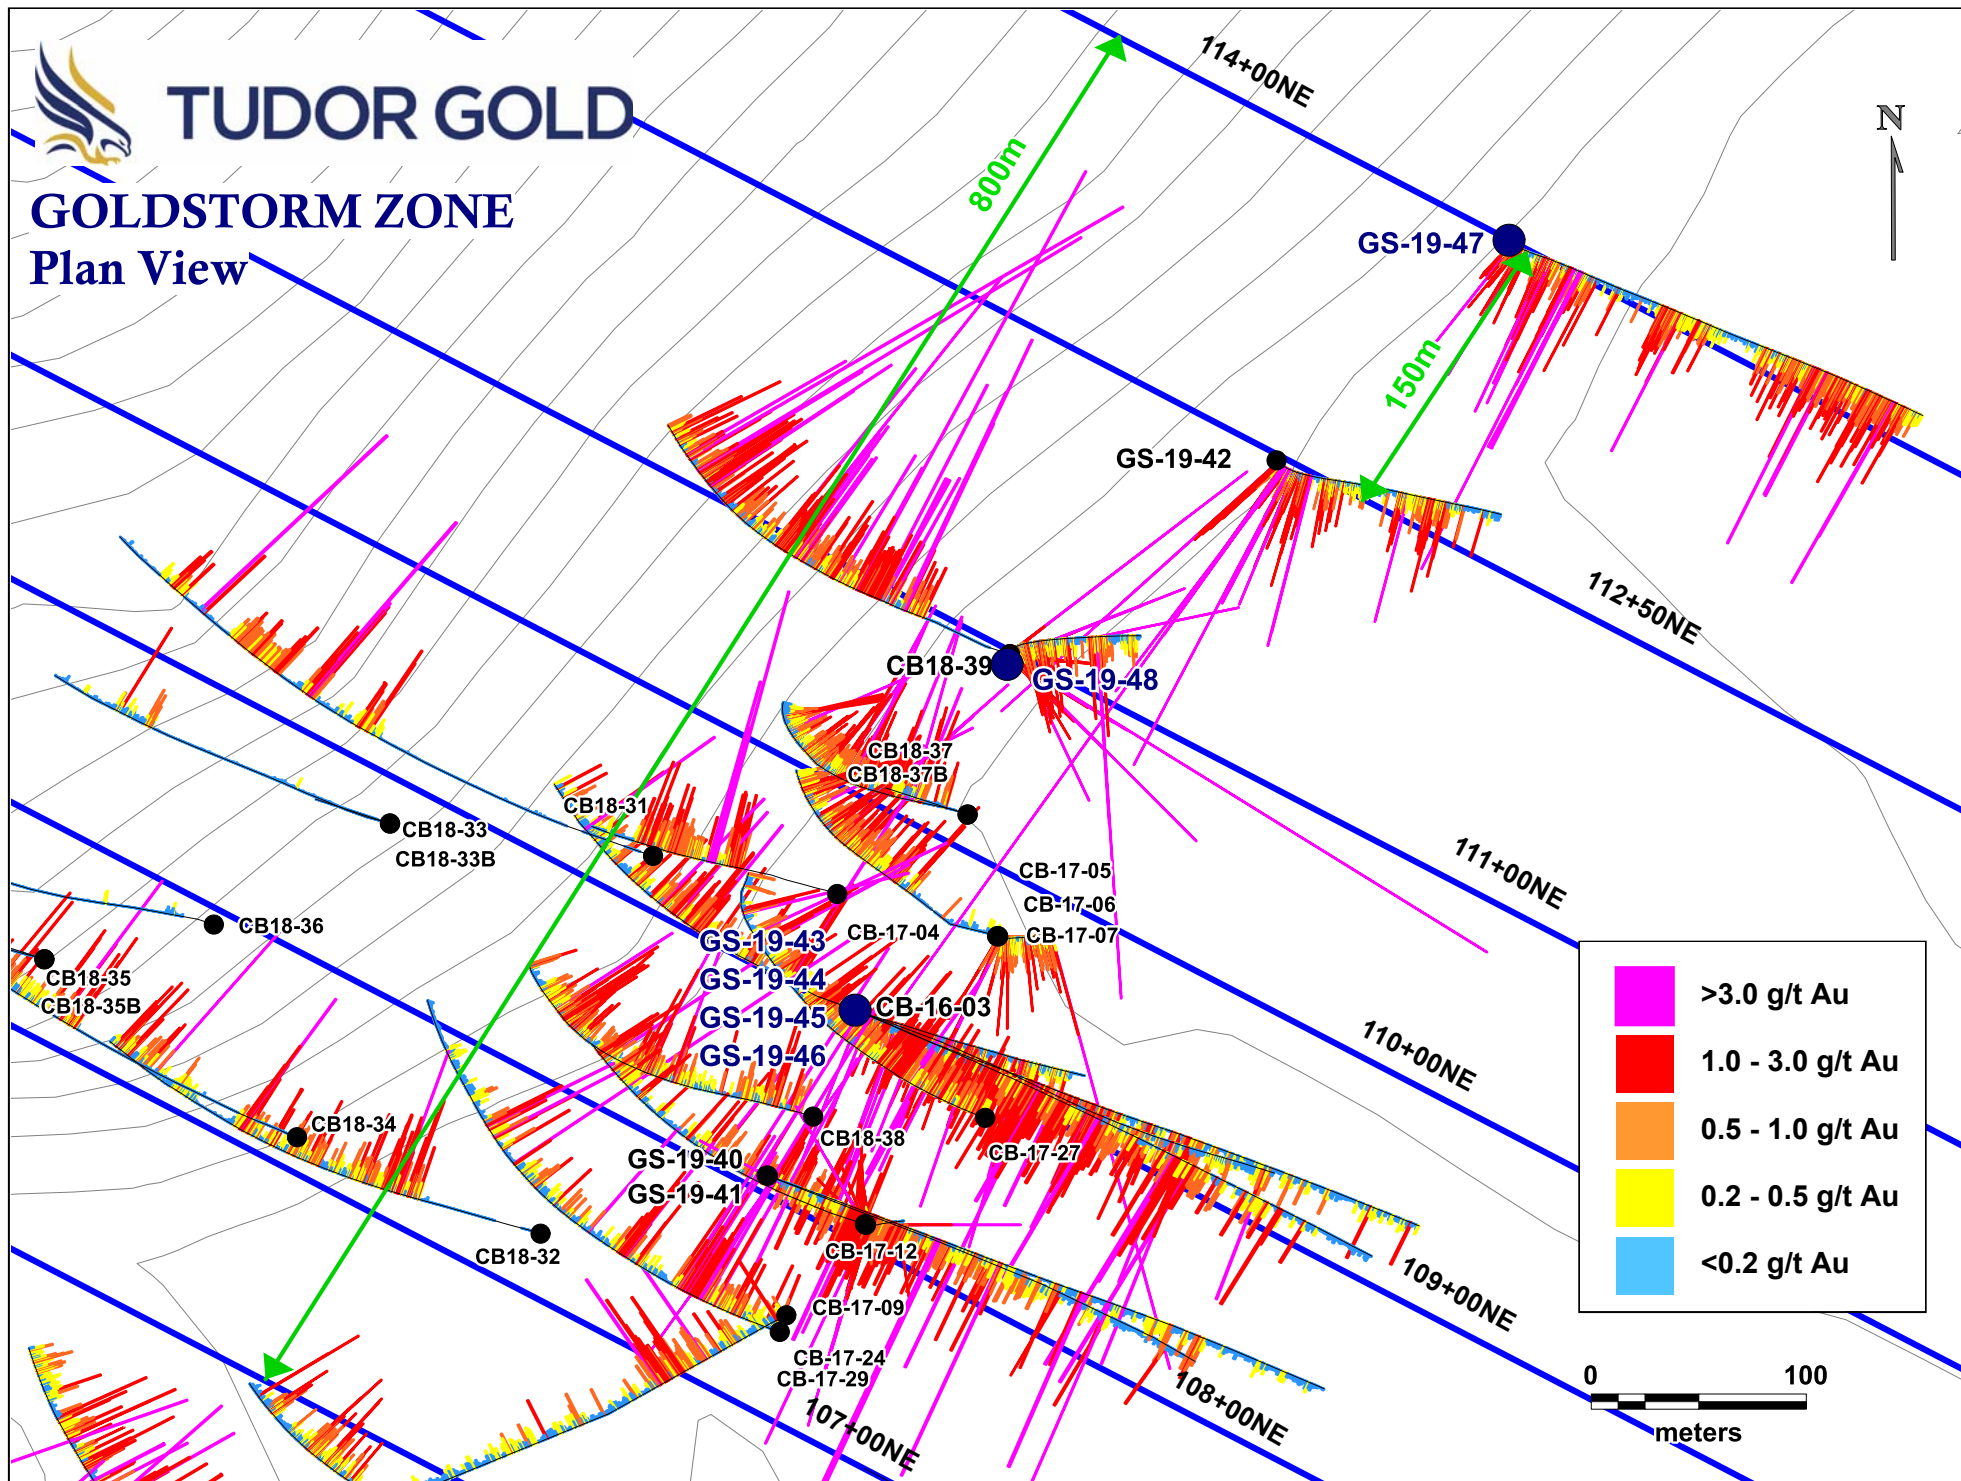 TUDOR GOLD
GOLDSTORM ZONE
Plan View
114+00NE
N
800m
GS-19-47
150m
GS-19-42
112+50NE
CB18-39
GS-19-48
CB18-37
CB18-37B
CB18-31
CB18-33
CB18-33B
111+00NE
CB-17-05
CB-17-06
CB-17-07
CB-17-04
CB18-36
GS-19-43
GS-19-44
GS-19-45
GS-19-46
CB-16-03
CB18-35
CB18-35B
110+00NE
CB18-34
CB18-38
CB-17-27
GS-19-40
GS-19-41
CB18-32
CB-17-12
109+00NE
CB-17-09
CB-17-24
CB-17-29
108+00NE
107+00NE
>3.0 g/t Au
1.0 - 3.0 g/t Au
0.5 - 1.0 g/t Au
0.2 - 0.5 g/t Au
<0.2 g/t Au
0 100
meters